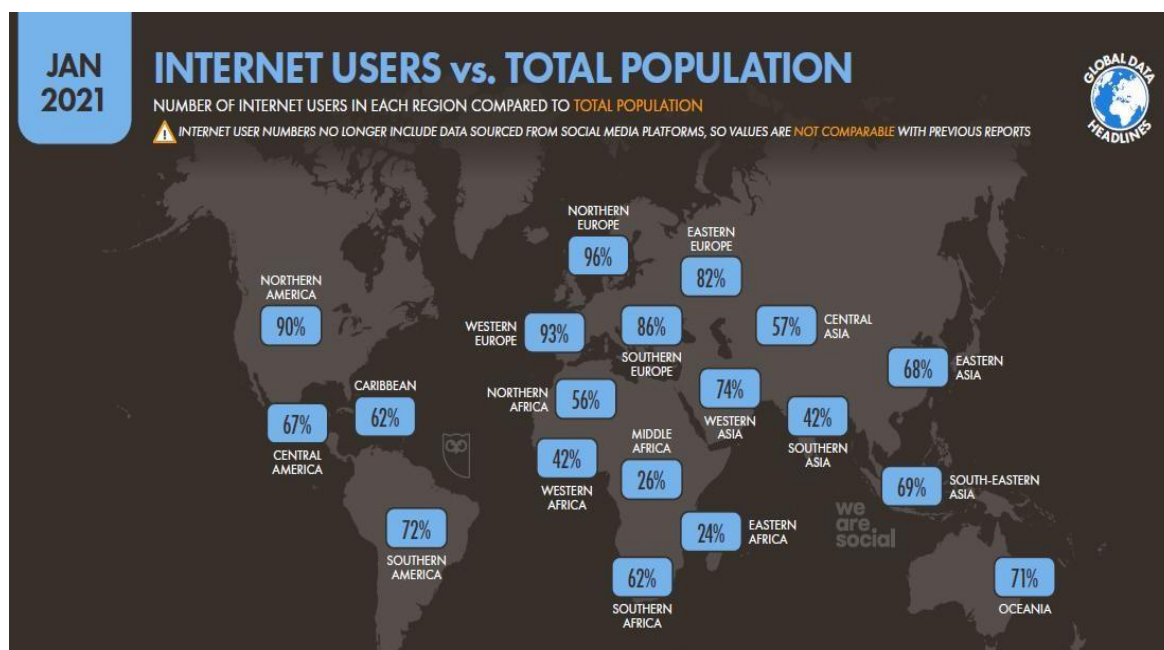 JAN
2021
INTERNET USERS vs. TOTAL POPULATION
NUMBER OF INTERNET USERS IN EACH REGION COMPARED TO TOTAL POPULATION
INTERNET USER NUMBERS NO LONGER INCLUDE DATA SOURCED FROM SOCIAL MEDIA PLATFORMS, SO VALUES ARE NOT COMPARABLE WITH PREVIOUS REPORTS
GLOBAL DATA
HEADLINES
NORTHERN
EUROPE
96%
EASTERN
EUROPE
82%
NORTHERN
AMERICA
90%
WESTERN
EUROPE
93%
86%
SOUTHERN
EUROPE
57%
CENTRAL
ASIA
68%
EASTERN
ASIA
CARIBBEAN
62%
67%
CENTRAL
AMERICA
NORTHERN
AFRICA
56%
74%
WESTERN
ASIA
42%
SOUTHERN
ASIA
42%
WESTERN
AFRICA
MIDDLE
AFRICA
26%
69%
SOUTH-EASTERN
ASIA
we
are
social
72%
SOUTHERN
AMERICA
24%
EASTERN
AFRICA
62%
SOUTHERN
AFRICA
71%
OCEANIA